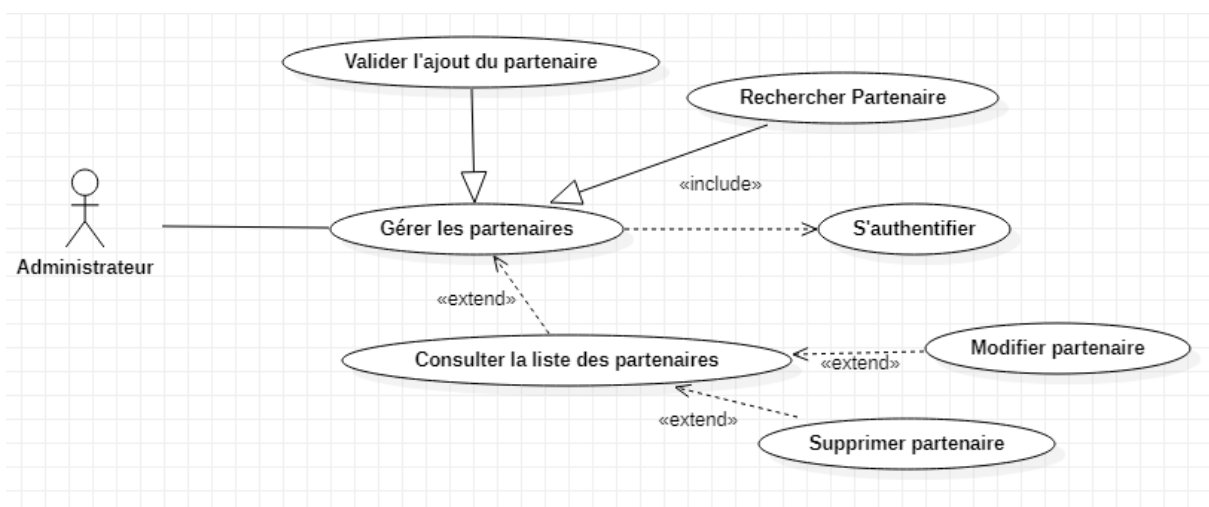 Valider l'ajout du partenaire
Rechercher Partenaire
«include»
Gérer les partenaires
S'authentifier
Administrateur
«extend»
Consulter la liste des partenaires
Modifier partenaire
«extend»
«extend»
Supprimer partenaire